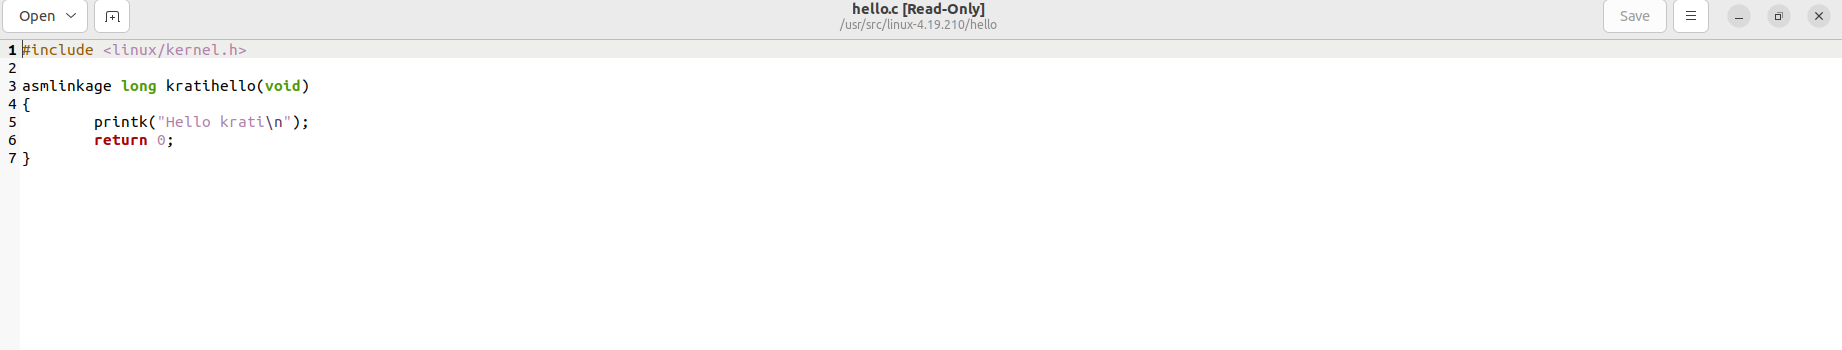 Open
hello.c [Read-Only]
/usr/src/linux-4.19.210/hello
Save
1 #include <linux/kernel.h>
2
3 asmlinkage long kratihello(void)
4 {
5         printk("Hello krati\n");
6         return 0;
7 }